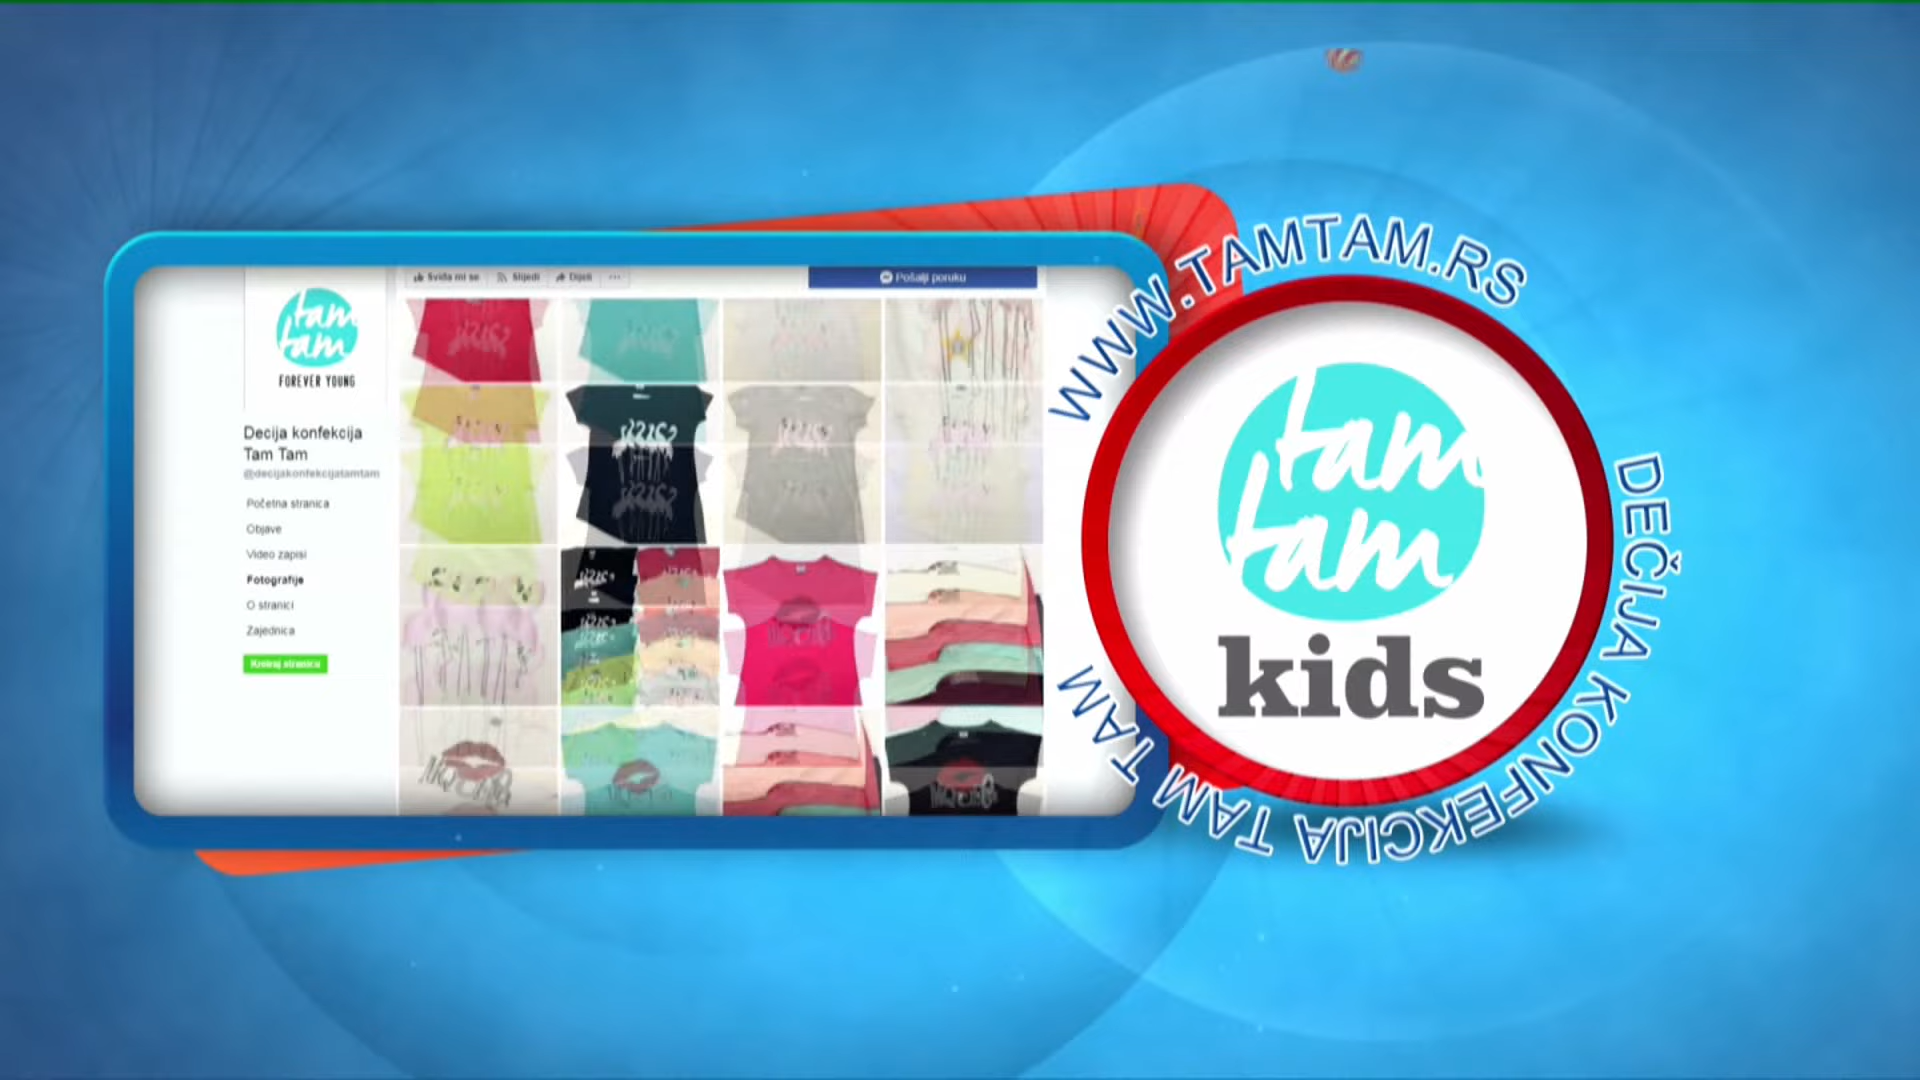 Sviđa mi se
Slijedi
Dijeli
Pošalji poruku
tam
tam
FOREVER YOUNG
Decija konfekcija
Tam Tam
@decijakonfekcijatamtam
Početna stranica
Objave
Video zapisi
Fotografije
O stranici
Zajednica
Kreiraj stranicu
WWW.TAMTAM.RS
tam
tam
kids
DEČIJA KONFEKCIJA TAM TAM